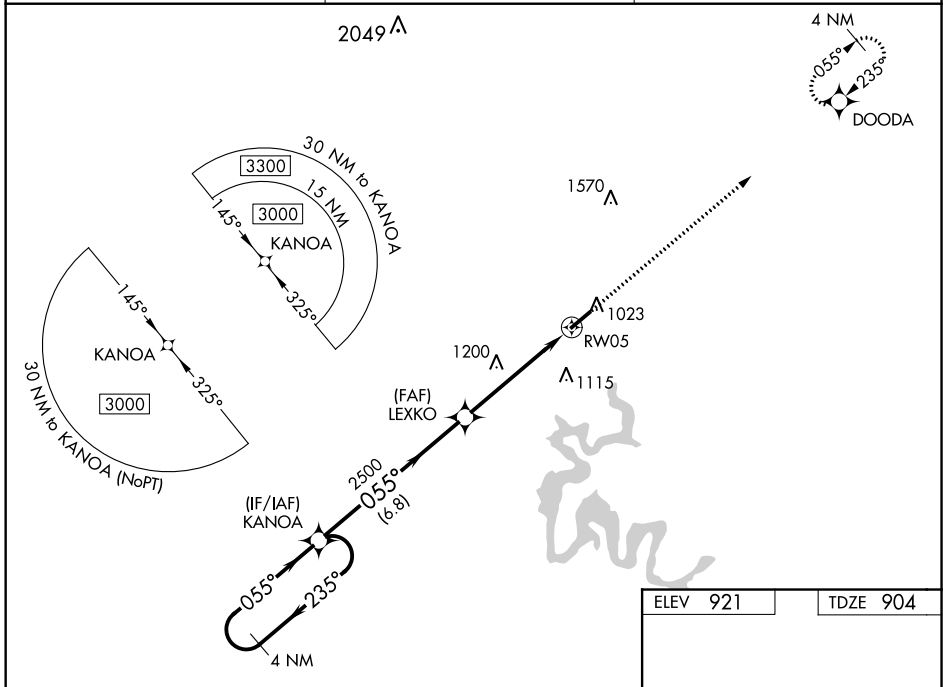 2049
4 NM
055°
235°
DOODA
30 NM to KANOA
3300
15 NM
3000
145°
KANOA
325°
1570
145°
KANOA
325°
3000
30 NM to KANOA (NoPT)
1023
RW05
1200
1115
(FAF)
LEXKO
2500
055°
(6.8)
(IF/IAF)
KANOA
055°
235°
4 NM
ELEV 921
TDZE 904